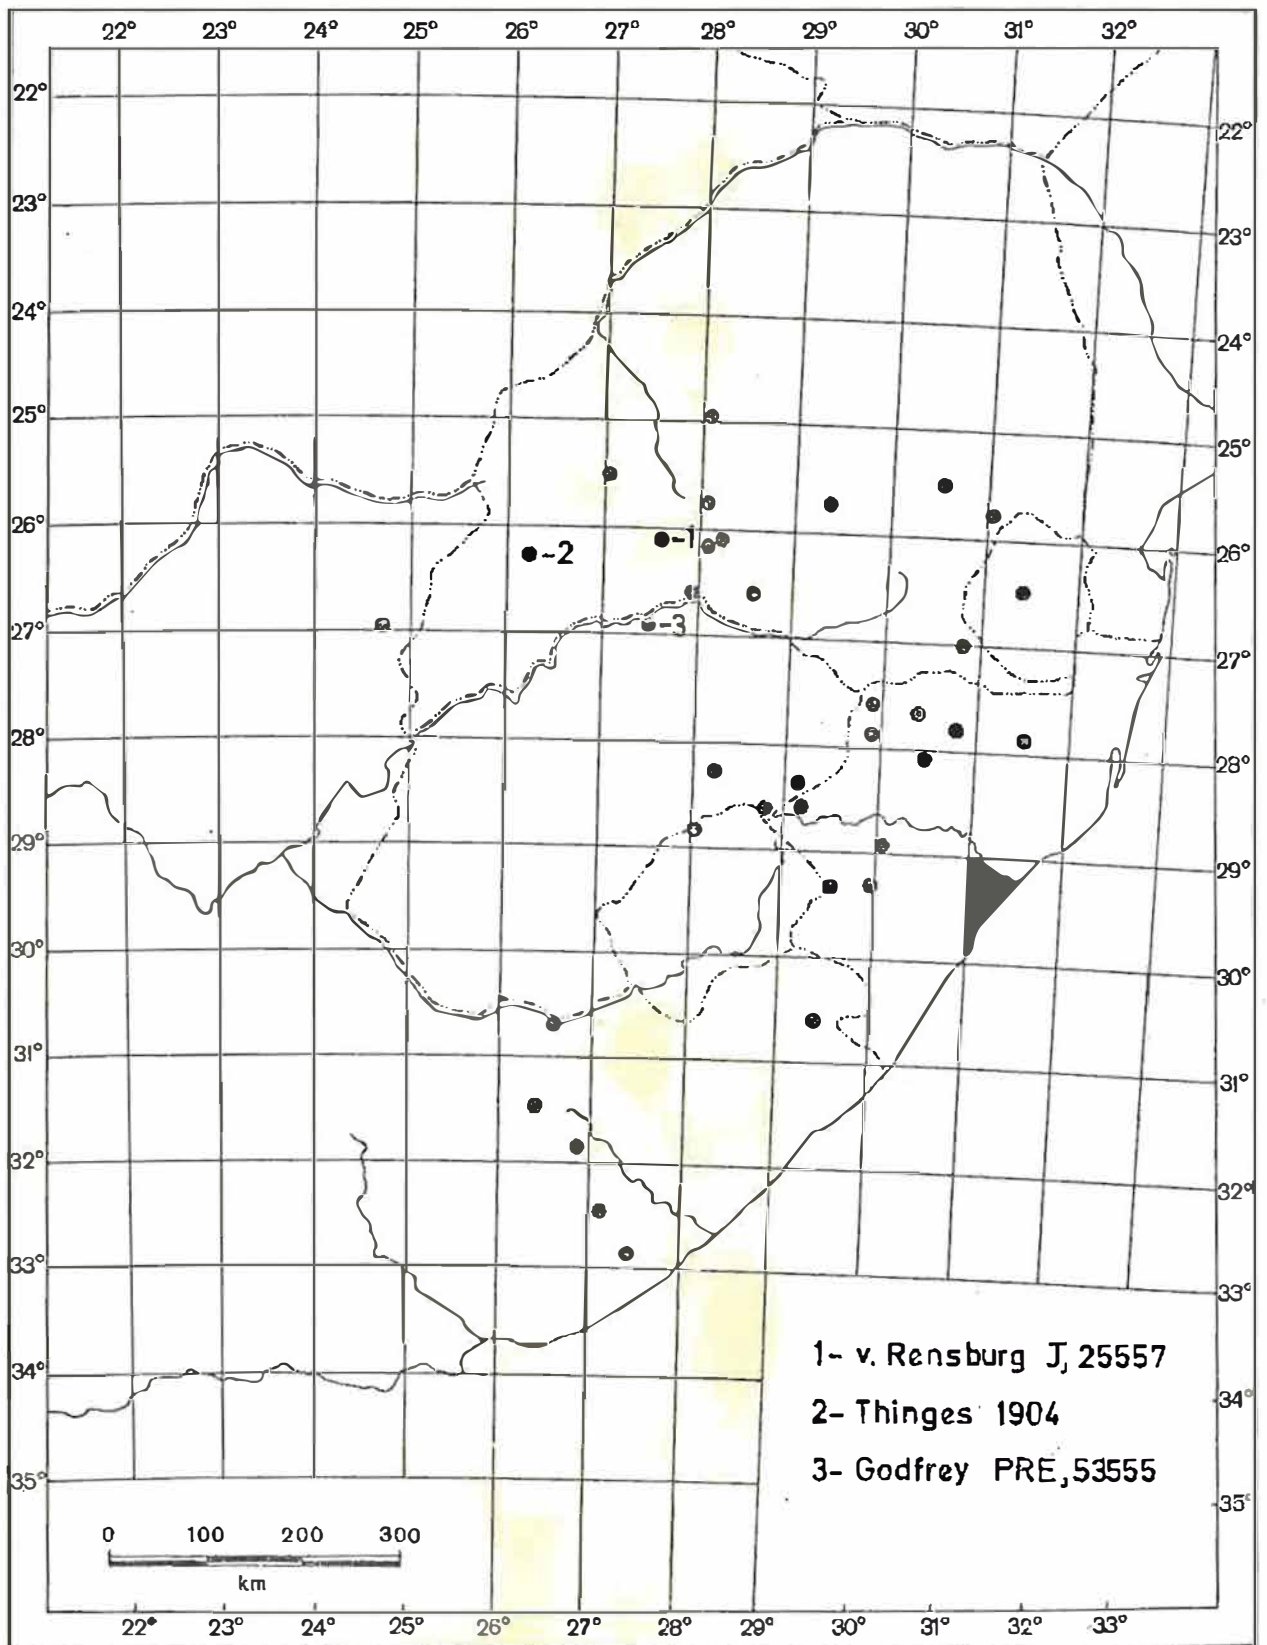 22° 23° 24° 25° 26° 27° 28° 29° 30° 31° 32°
22° 22°
23° 23°
24° 24°
25° 25°
-1
26° -2 26°
-3
27° 27°
28° 28°
29° 29°
30° 30°
31° 31°
32° 32°
33° 33°
1- v. Rensburg J, 25557
34° 34°
2- Thinges 1904
3- Godfrey PRE, 53555
35° 35°
0 100 200 300
km
22° 23° 24° 25° 26° 27° 28° 29° 30° 31° 32° 33°